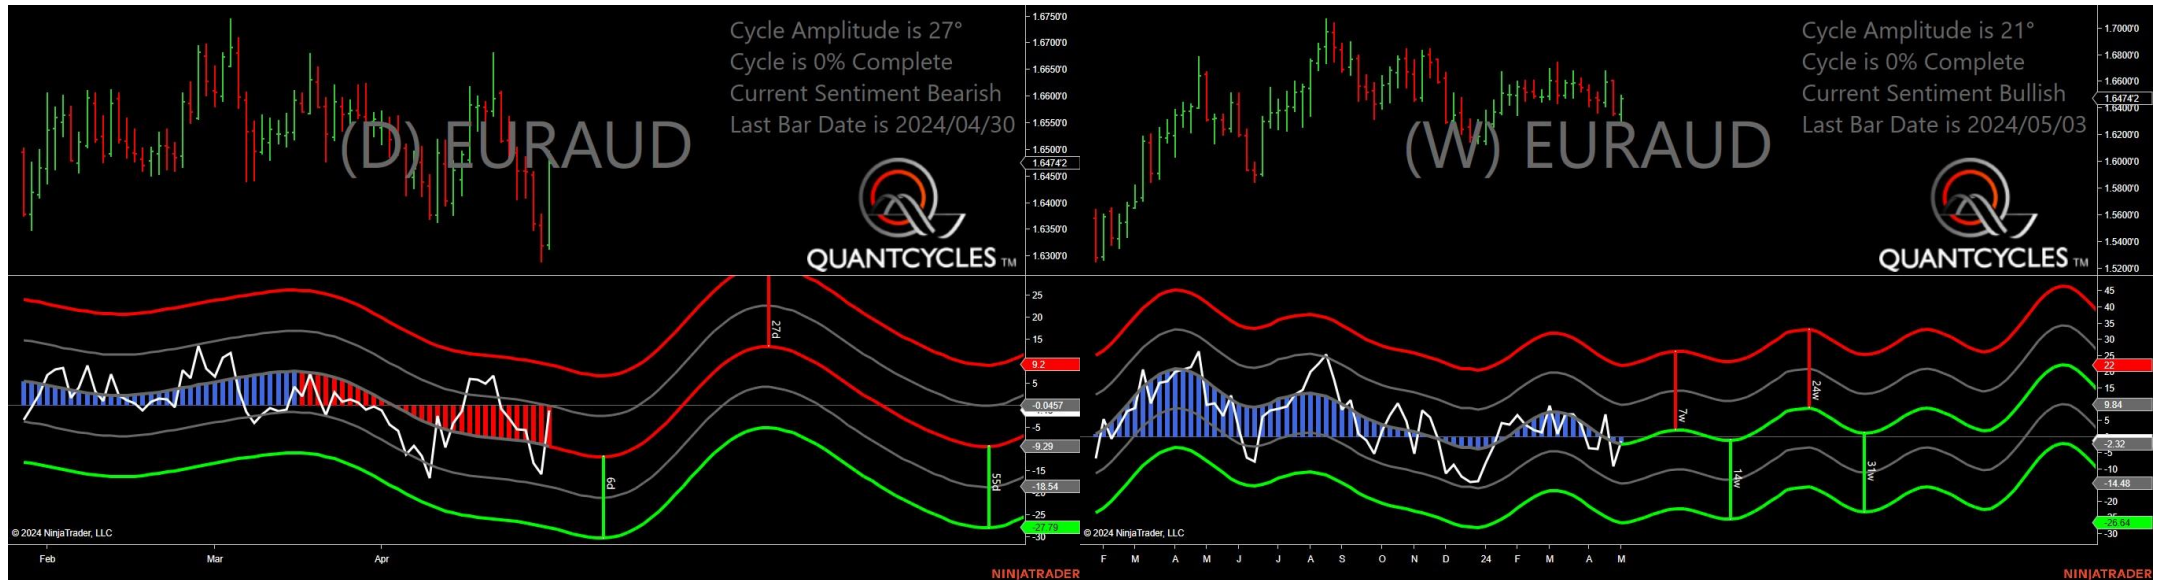 Cycle Amplitude is 27°
Cycle is 0% Complete
Current Sentiment Bearish
Last Bar Date is 2024/04/30
(D) EURAUD
QUANTCYCLES TM
1.6750'0
1.6700'0
1.6650'0
1.6600'0
1.6550'0
1.6500'0
1.6474'2
1.6450'0
1.6400'0
1.6350'0
1.6300'0
25
20
15
9.2
5
-0.0457
-5
-9.29
-15
-18.54
-25
-27.79
-30
27d
6d
55d
© 2024 NinjaTrader, LLC
Feb Mar Apr
NINJATRADER
Cycle Amplitude is 21°
Cycle is 0% Complete
Current Sentiment Bullish
Last Bar Date is 2024/05/03
(W) EURAUD
QUANTCYCLES TM
1.7000'0
1.6800'0
1.6600'0
1.6474'2
1.6200'0
1.6000'0
1.5800'0
1.5600'0
1.5400'0
1.5200'0
45
40
35
30
25
22
15
9.84
5
-2.32
-5
-10
-14.48
-20
-26.64
-30
7w
24w
14w
31w
© 2024 NinjaTrader, LLC
F M A M J J A S O N D 24 F M A M
NINJATRADER